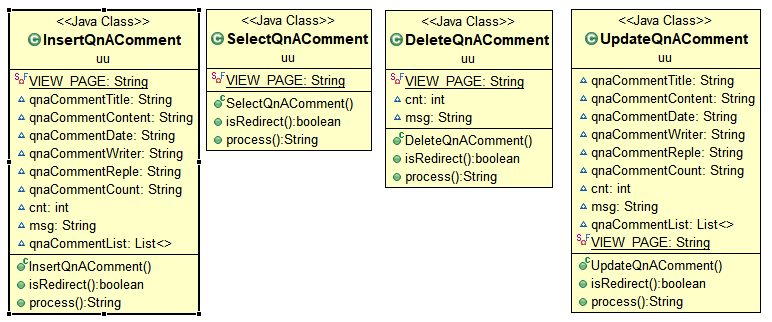 <<Java Class>>
InsertQnAComment
uu
VIEW_PAGE: String
qnaCommentTitle: String
qnaCommentContent: String
qnaCommentDate: String
qnaCommentWriter: String
qnaCommentReple: String
qnaCommentCount: String
cnt: int
msg: String
qnaCommentList: List<>
InsertQnAComment()
isRedirect():boolean
process():String
<<Java Class>>
SelectQnAComment
uu
VIEW_PAGE: String
SelectQnAComment()
isRedirect():boolean
process():String
<<Java Class>>
DeleteQnAComment
uu
VIEW_PAGE: String
cnt: int
msg: String
DeleteQnAComment()
isRedirect():boolean
process():String
<<Java Class>>
UpdateQnAComment
uu
qnaCommentTitle: String
qnaCommentContent: String
qnaCommentDate: String
qnaCommentWriter: String
qnaCommentReple: String
qnaCommentCount: String
cnt: int
msg: String
qnaCommentList: List<>
VIEW_PAGE: String
UpdateQnAComment()
isRedirect():boolean
process():String